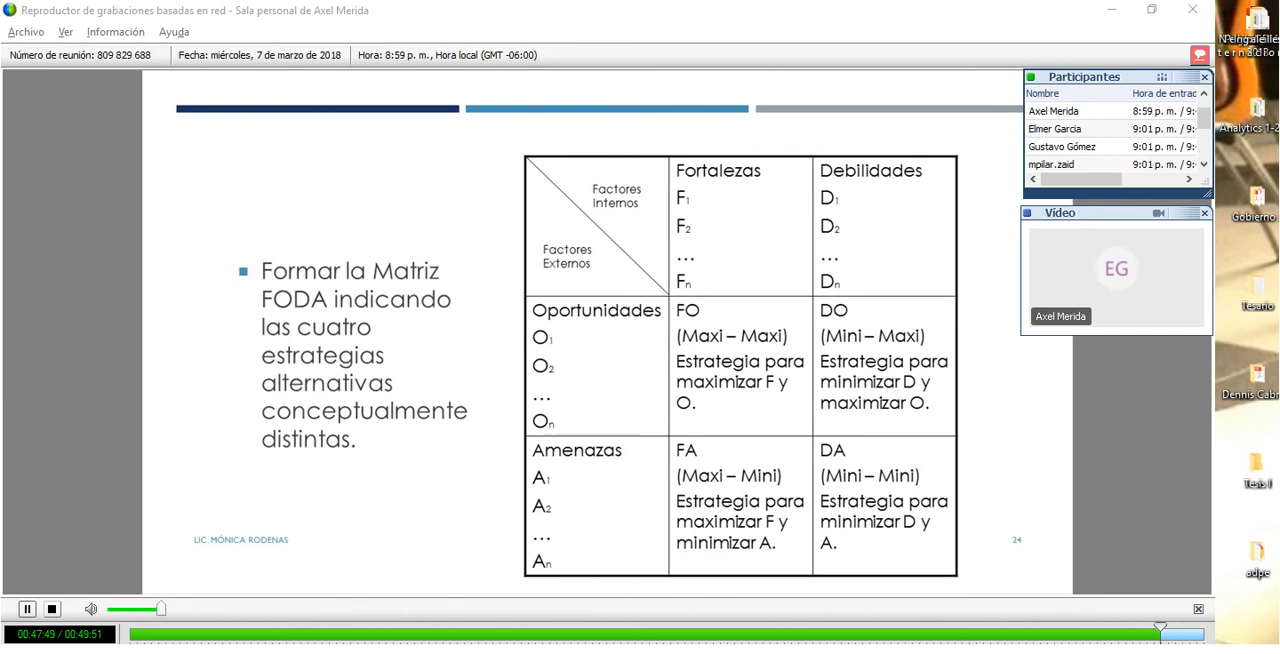 Reproductor de grabaciones basadas en red - Sala personal de Axel Merida
Archivo Ver Información Ayuda
Número de reunión: 809 829 688 Fecha: miércoles, 7 de marzo de 2018 Hora: 8:59 p. m., Hora local (GMT -06:00)
Formar la Matriz
FODA indicando
las cuatro
estrategias
alternativas
conceptualmente
distintas.
Factores
Internos
Factores
Externos
Fortalezas
F1
F2
...
Fn
Debilidades
D1
D2
...
Dn
Oportunidades
O1
O2
...
On
FO
(Maxi – Maxi)
Estrategia para
maximizar F y
O.
DO
(Mini – Maxi)
Estrategia para
minimizar D y
maximizar O.
Amenazas
A1
A2
...
An
FA
(Maxi – Mini)
Estrategia para
maximizar F y
minimizar A.
DA
(Mini – Mini)
Estrategia para
minimizar D y
A.
LIC. MÓNICA RODENAS
24
Participantes
Nombre Hora de entrac
Axel Merida 8:59 p. m. / 9:
Elmer Garcia 9:01 p. m. / 9:
Gustavo Gómez 9:01 p. m. / 9:
mpilar.zaid 9:01 p. m. / 9:
Vídeo
EG
Axel Merida
Analytics 1-2
Gobierno
Tesario
Dennis Cabr
Tesis I
adpe
00:47:49 / 00:49:51